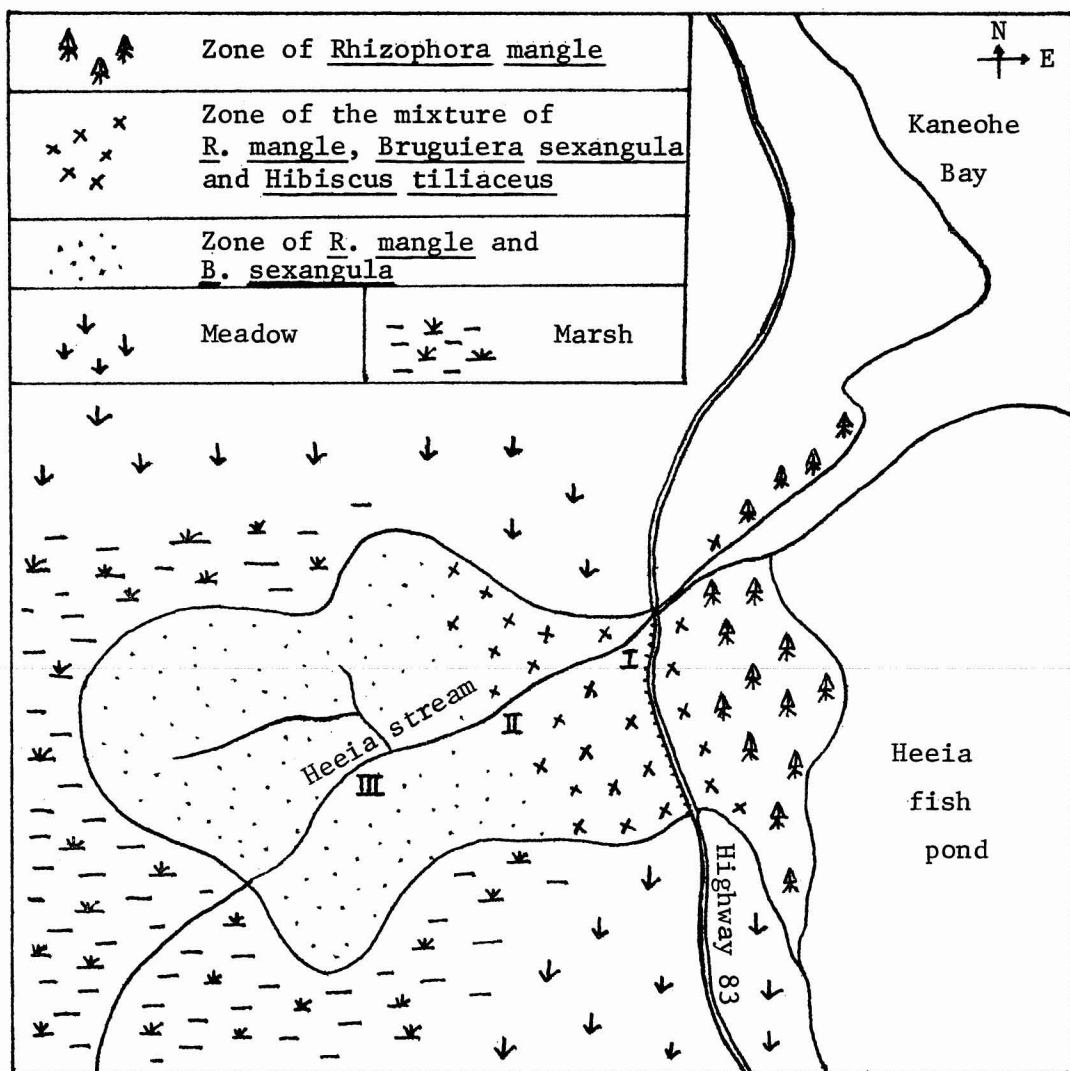 Zone of Rhizophora mangle
Zone of the mixture of
R. mangle, Bruguiera sexangula
and Hibiscus tiliaceus
Zone of R. mangle and
B. sexangula
Meadow
Marsh
N
E
Kaneohe
Bay
I
II
III
Heeia stream
Highway 83
Heeia
fish
pond